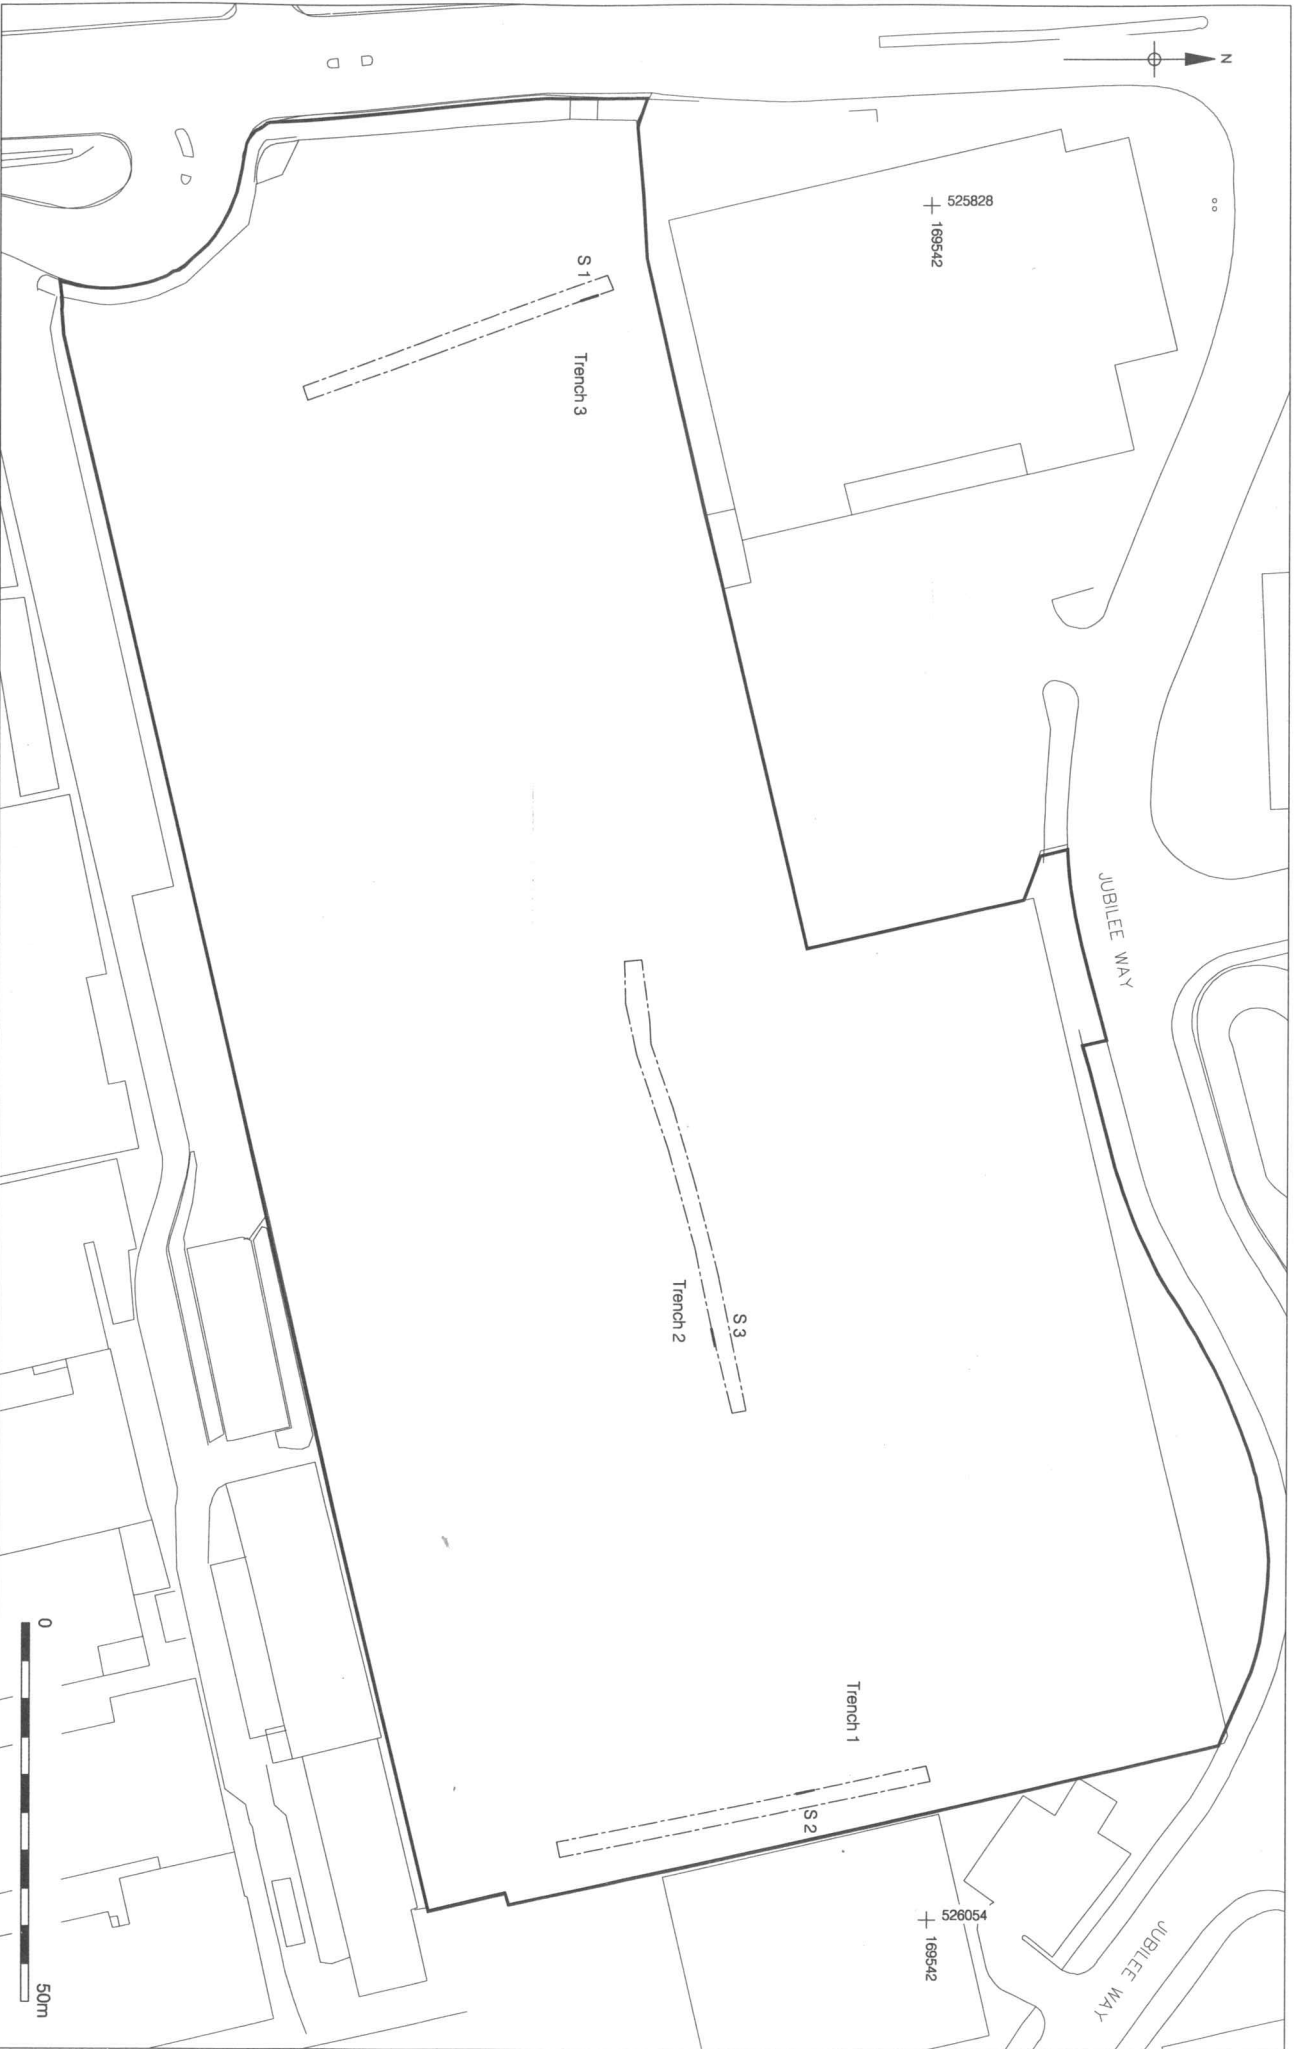 N
525828
169542
S 1
Trench 3
JUBILEE WAY
S 3
Trench 2
Trench 1
S 2
526054
169542
JUBILEE WAY
0
50m